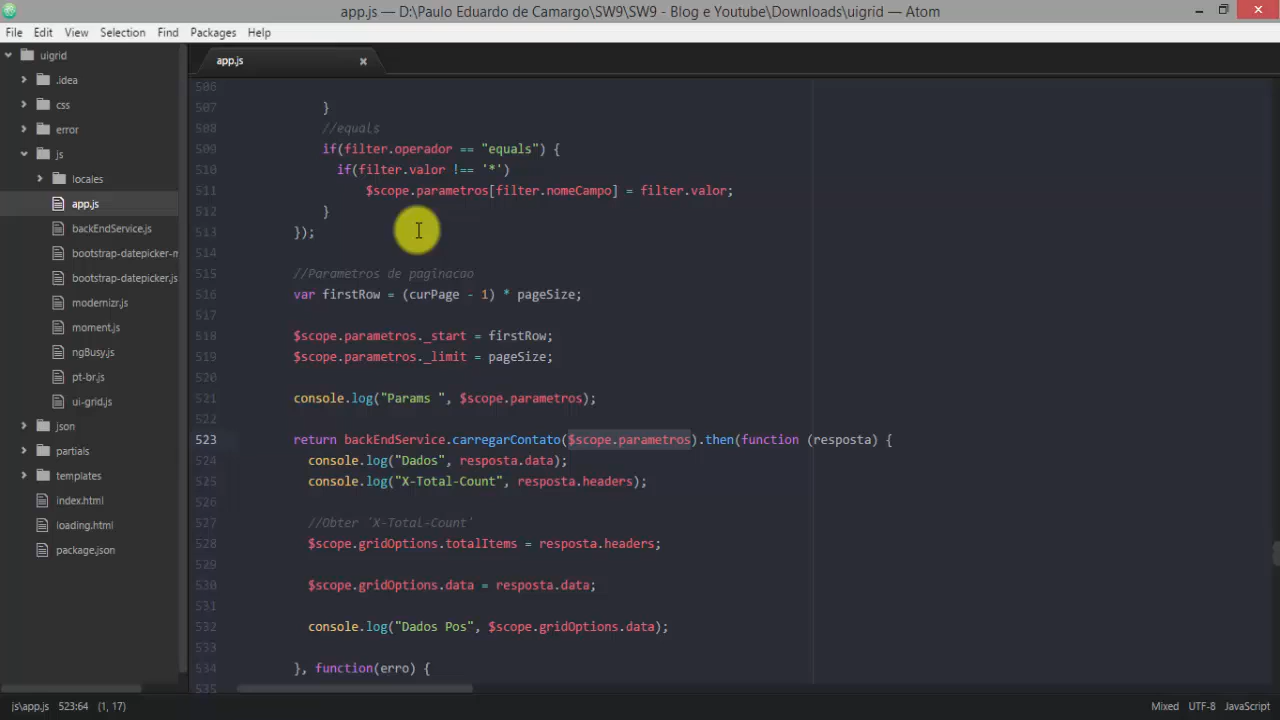 app.js — D:\Paulo Eduardo de Camargo\SW9\SW9 - Blog e Youtube\Downloads\uigrid — Atom
File Edit View Selection Find Packages Help
uigrid
.idea
css
error
js
locales
app.js
backEndService.js
bootstrap-datepicker-m
bootstrap-datepicker.js
modernizr.js
moment.js
ngBusy.js
pt-br.js
ui-grid.js
json
partials
templates
index.html
loading.html
package.json
app.js
506
507 }
508 //equals
509 if(filter.operador == "equals") {
510 if(filter.valor !== '*')
511 $scope.parametros[filter.nomeCampo] = filter.valor;
512 }
513 });
514
515 //Parametros de paginacao
516 var firstRow = (curPage - 1) * pageSize;
517
518 $scope.parametros._start = firstRow;
519 $scope.parametros._limit = pageSize;
520
521 console.log("Params ", $scope.parametros);
522
523 return backEndService.carregarContato($scope.parametros).then(function (resposta) {
524 console.log("Dados", resposta.data);
525 console.log("X-Total-Count", resposta.headers);
526
527 //Obter 'X-Total-Count'
528 $scope.gridOptions.totalItems = resposta.headers;
529
530 $scope.gridOptions.data = resposta.data;
531
532 console.log("Dados Pos", $scope.gridOptions.data);
533
534 }, function(erro) {
535
js\app.js 523:64 (1, 17) Mixed UTF-8 JavaScript